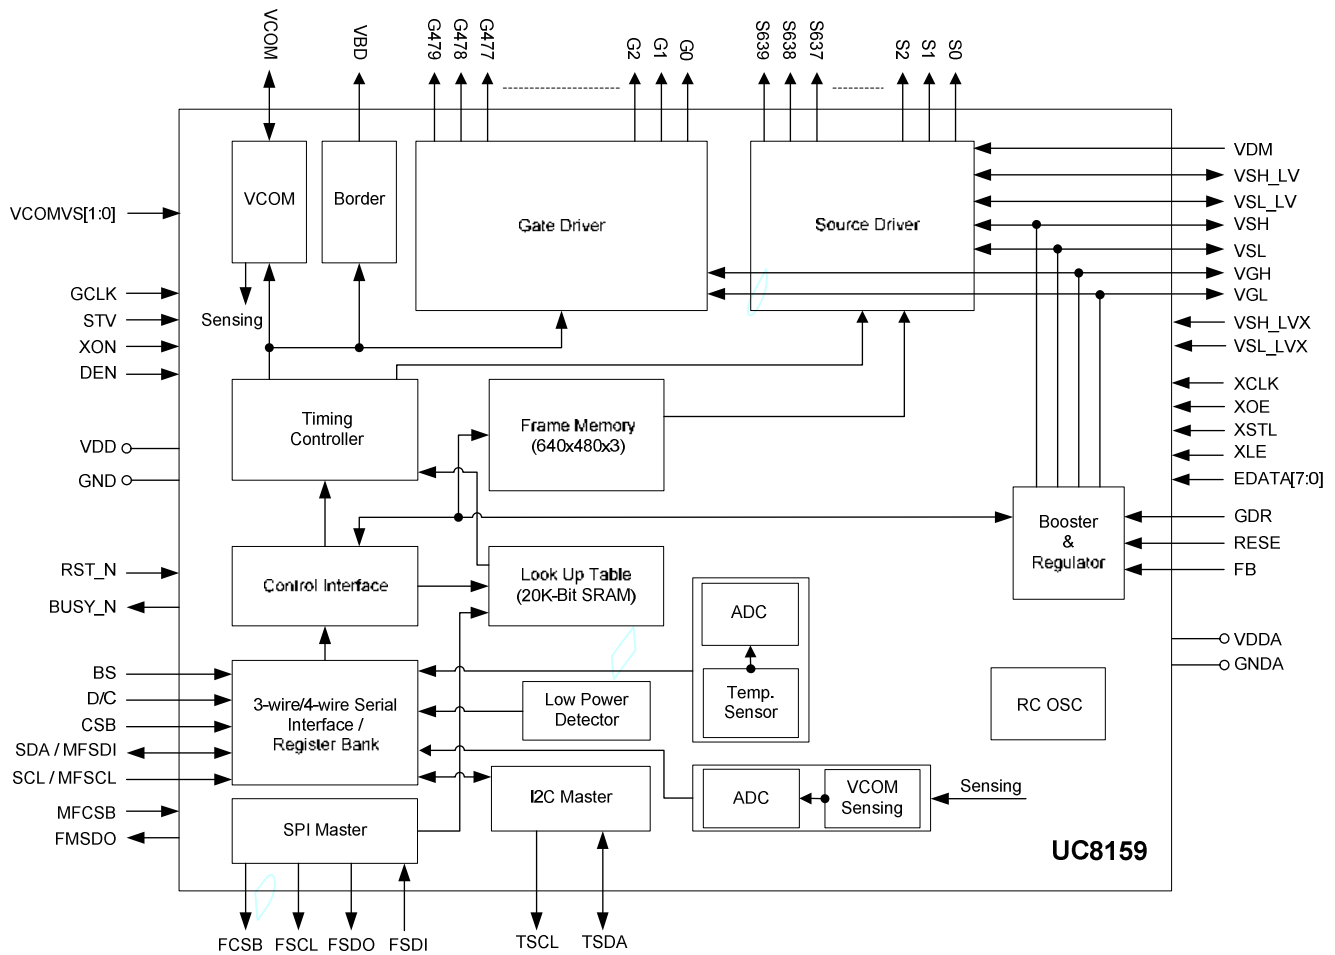 VCOM
VBD
G479
G478
G477
G2
G1
G0
S639
S638
S637
S2
S1
S0
VCOMVS[1:0]
GCLK
STV
XON
DEN
VDD
GND
RST_N
BUSY_N
BS
D/C
CSB
SDA / MFSDI
SCL / MFSCL
MFCSB
FMSDO
VCOM
Border
Gate Driver
Source Driver
Sensing
Timing
Controller
Frame Memory
(640x480x3)
Control Interface
Look Up Table
(20K-Bit SRAM)
Booster
&
Regulator
ADC
Temp.
Sensor
3-wire/4-wire Serial
Interface /
Register Bank
Low Power
Detector
RC OSC
SPI Master
I2C Master
ADC
VCOM
Sensing
Sensing
UC8159
VDM
VSH_LV
VSL_LV
VSH
VSL
VGH
VGL
VSH_LVX
VSL_LVX
XCLK
XOE
XSTL
XLE
EDATA[7:0]
GDR
RESE
FB
VDDA
GNDA
FCSB
FSCL
FSDO
FSDI
TSCL
TSDA